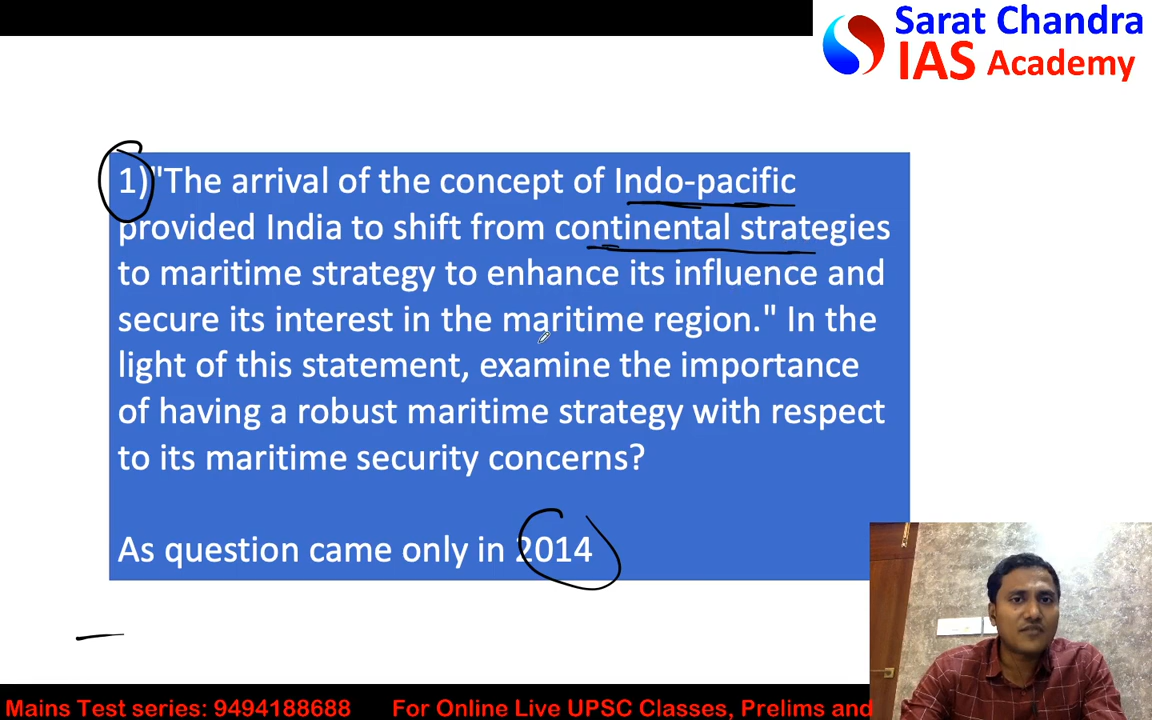 Sarat Chandra
IAS Academy
1)"The arrival of the concept of Indo-pacific
provided India to shift from continental strategies
to maritime strategy to enhance its influence and
secure its interest in the maritime region." In the
light of this statement, examine the importance
of having a robust maritime strategy with respect
to its maritime security concerns?
As question came only in 2014
Mains Test series: 9494188688 For Online Live UPSC Classes, Prelims and